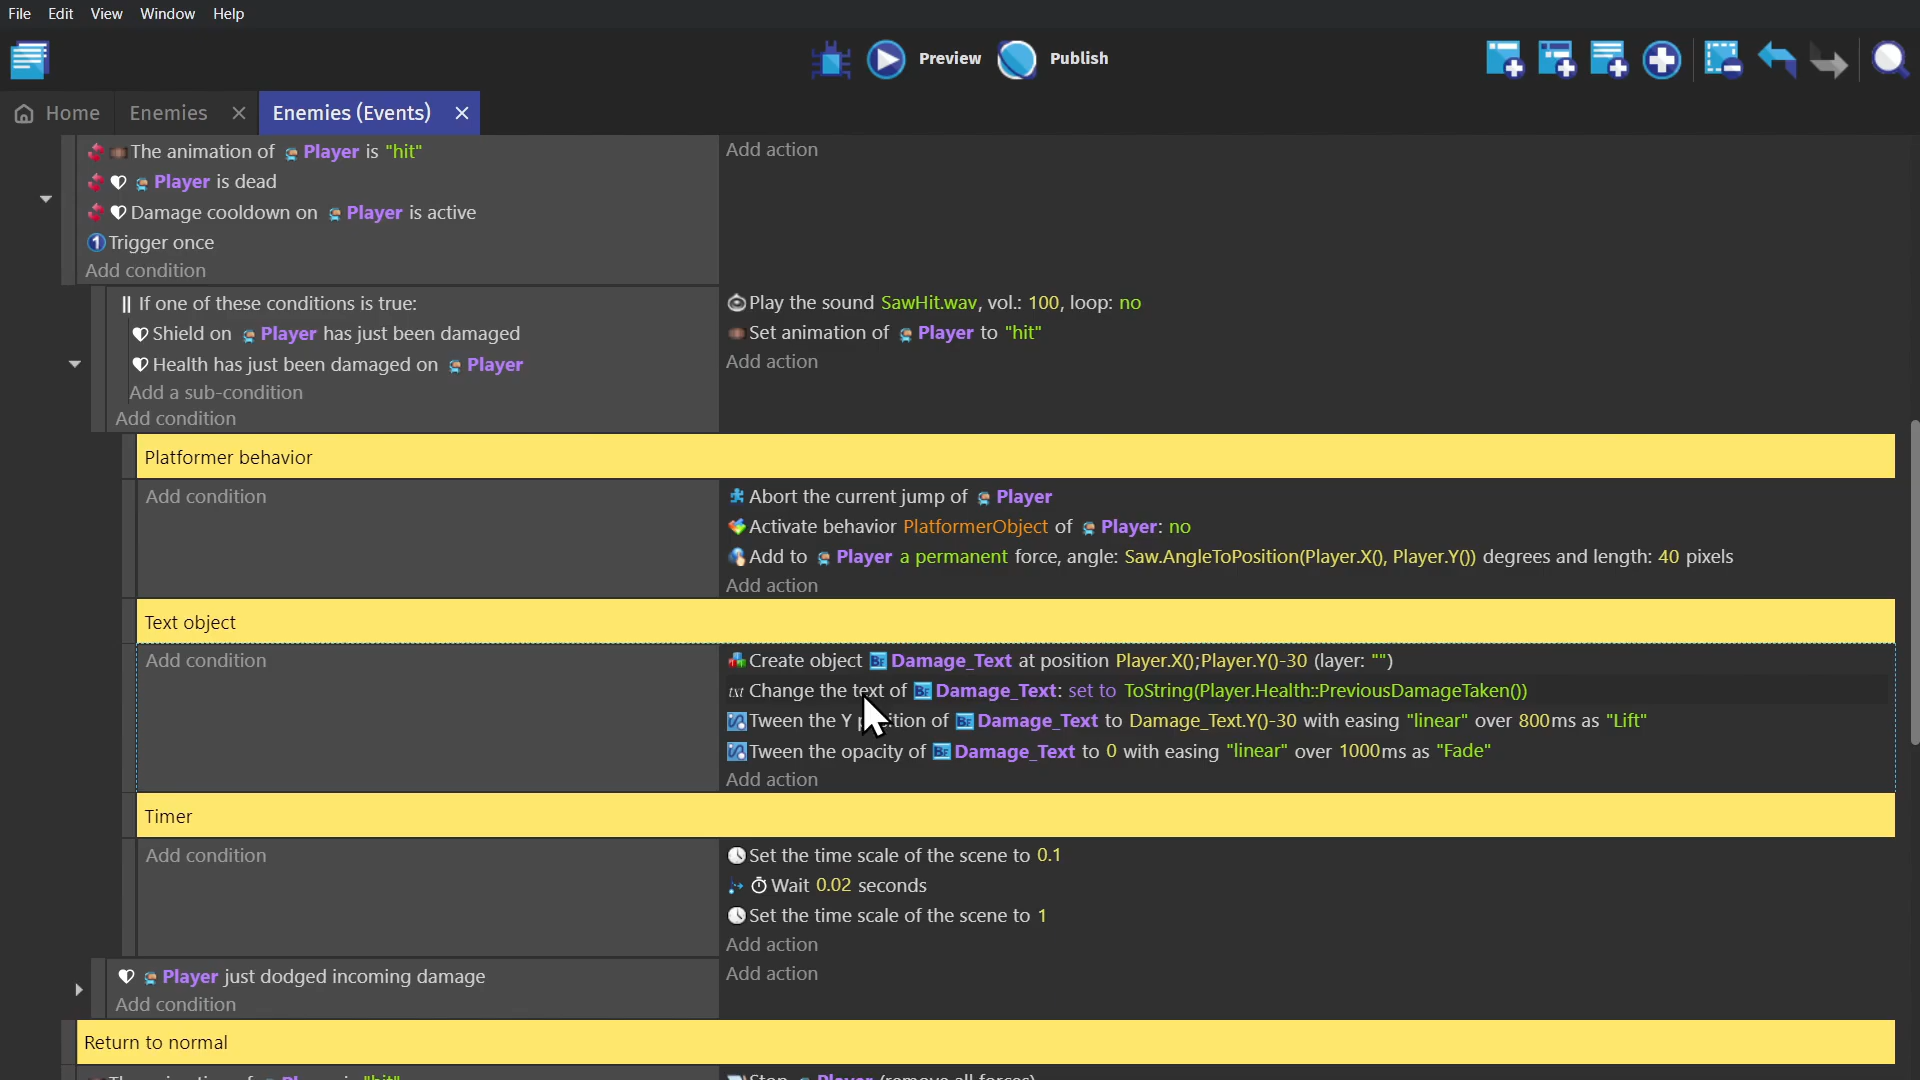 File Edit View Window Help
Preview Publish
Home Enemies Enemies (Events)
The animation of Player is "hit"
Add action
Player is dead
Damage cooldown on Player is active
Trigger once
Add condition
If one of these conditions is true:
Play the sound SawHit.wav, vol.: 100, loop: no
Shield on Player has just been damaged
Set animation of Player to "hit"
Health has just been damaged on Player
Add action
Add a sub-condition
Add condition
Platformer behavior
Add condition
Abort the current jump of Player
Activate behavior PlatformerObject of Player: no
Add to Player a permanent force, angle: Saw.AngleToPosition(Player.X(), Player.Y()) degrees and length: 40 pixels
Add action
Text object
Add condition
Create object BF Damage_Text at position Player.X();Player.Y()-30 (layer: "")
txt Change the text of BF Damage_Text: set to ToString(Player.Health::PreviousDamageTaken())
Tween the Y of BF Damage_Text to Damage_Text.Y()-30 with easing "linear" over 800ms as "Lift"
Tween the opacity of BF Damage_Text to 0 with easing "linear" over 1000ms as "Fade"
Add action
Timer
Add condition
Set the time scale of the scene to 0.1
Wait 0.02 seconds
Set the time scale of the scene to 1
Add action
Player just dodged incoming damage
Add action
Add condition
Return to normal